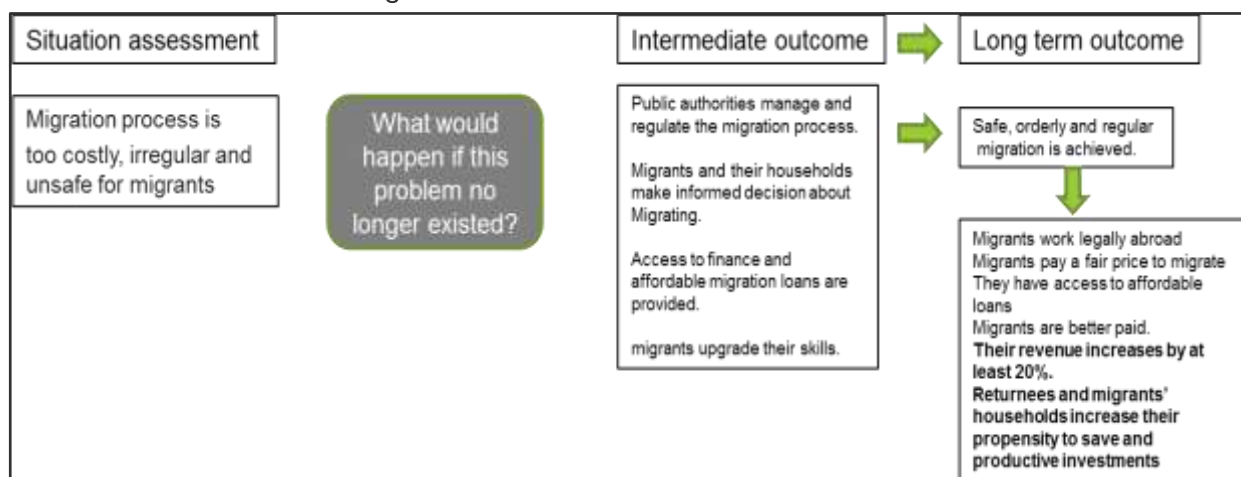 Situation assessment
Intermediate outcome
Long term outcome
Migration process is
too costly, irregular and
unsafe for migrants
What would
happen if this
problem no
longer existed?
Public authorities manage and
regulate the migration process.
Migrants and their households
make informed decision about
Migrating.
Access to finance and
affordable migration loans are
provided.
migrants upgrade their skills.
Safe, orderly and regular
migration is achieved.
Migrants work legally abroad
Migrants pay a fair price to migrate
They have access to affordable
loans
Migrants are better paid.
Their revenue increases by at
least 20%.
Returnees and migrants'
households increase their
propensity to save and
productive investments